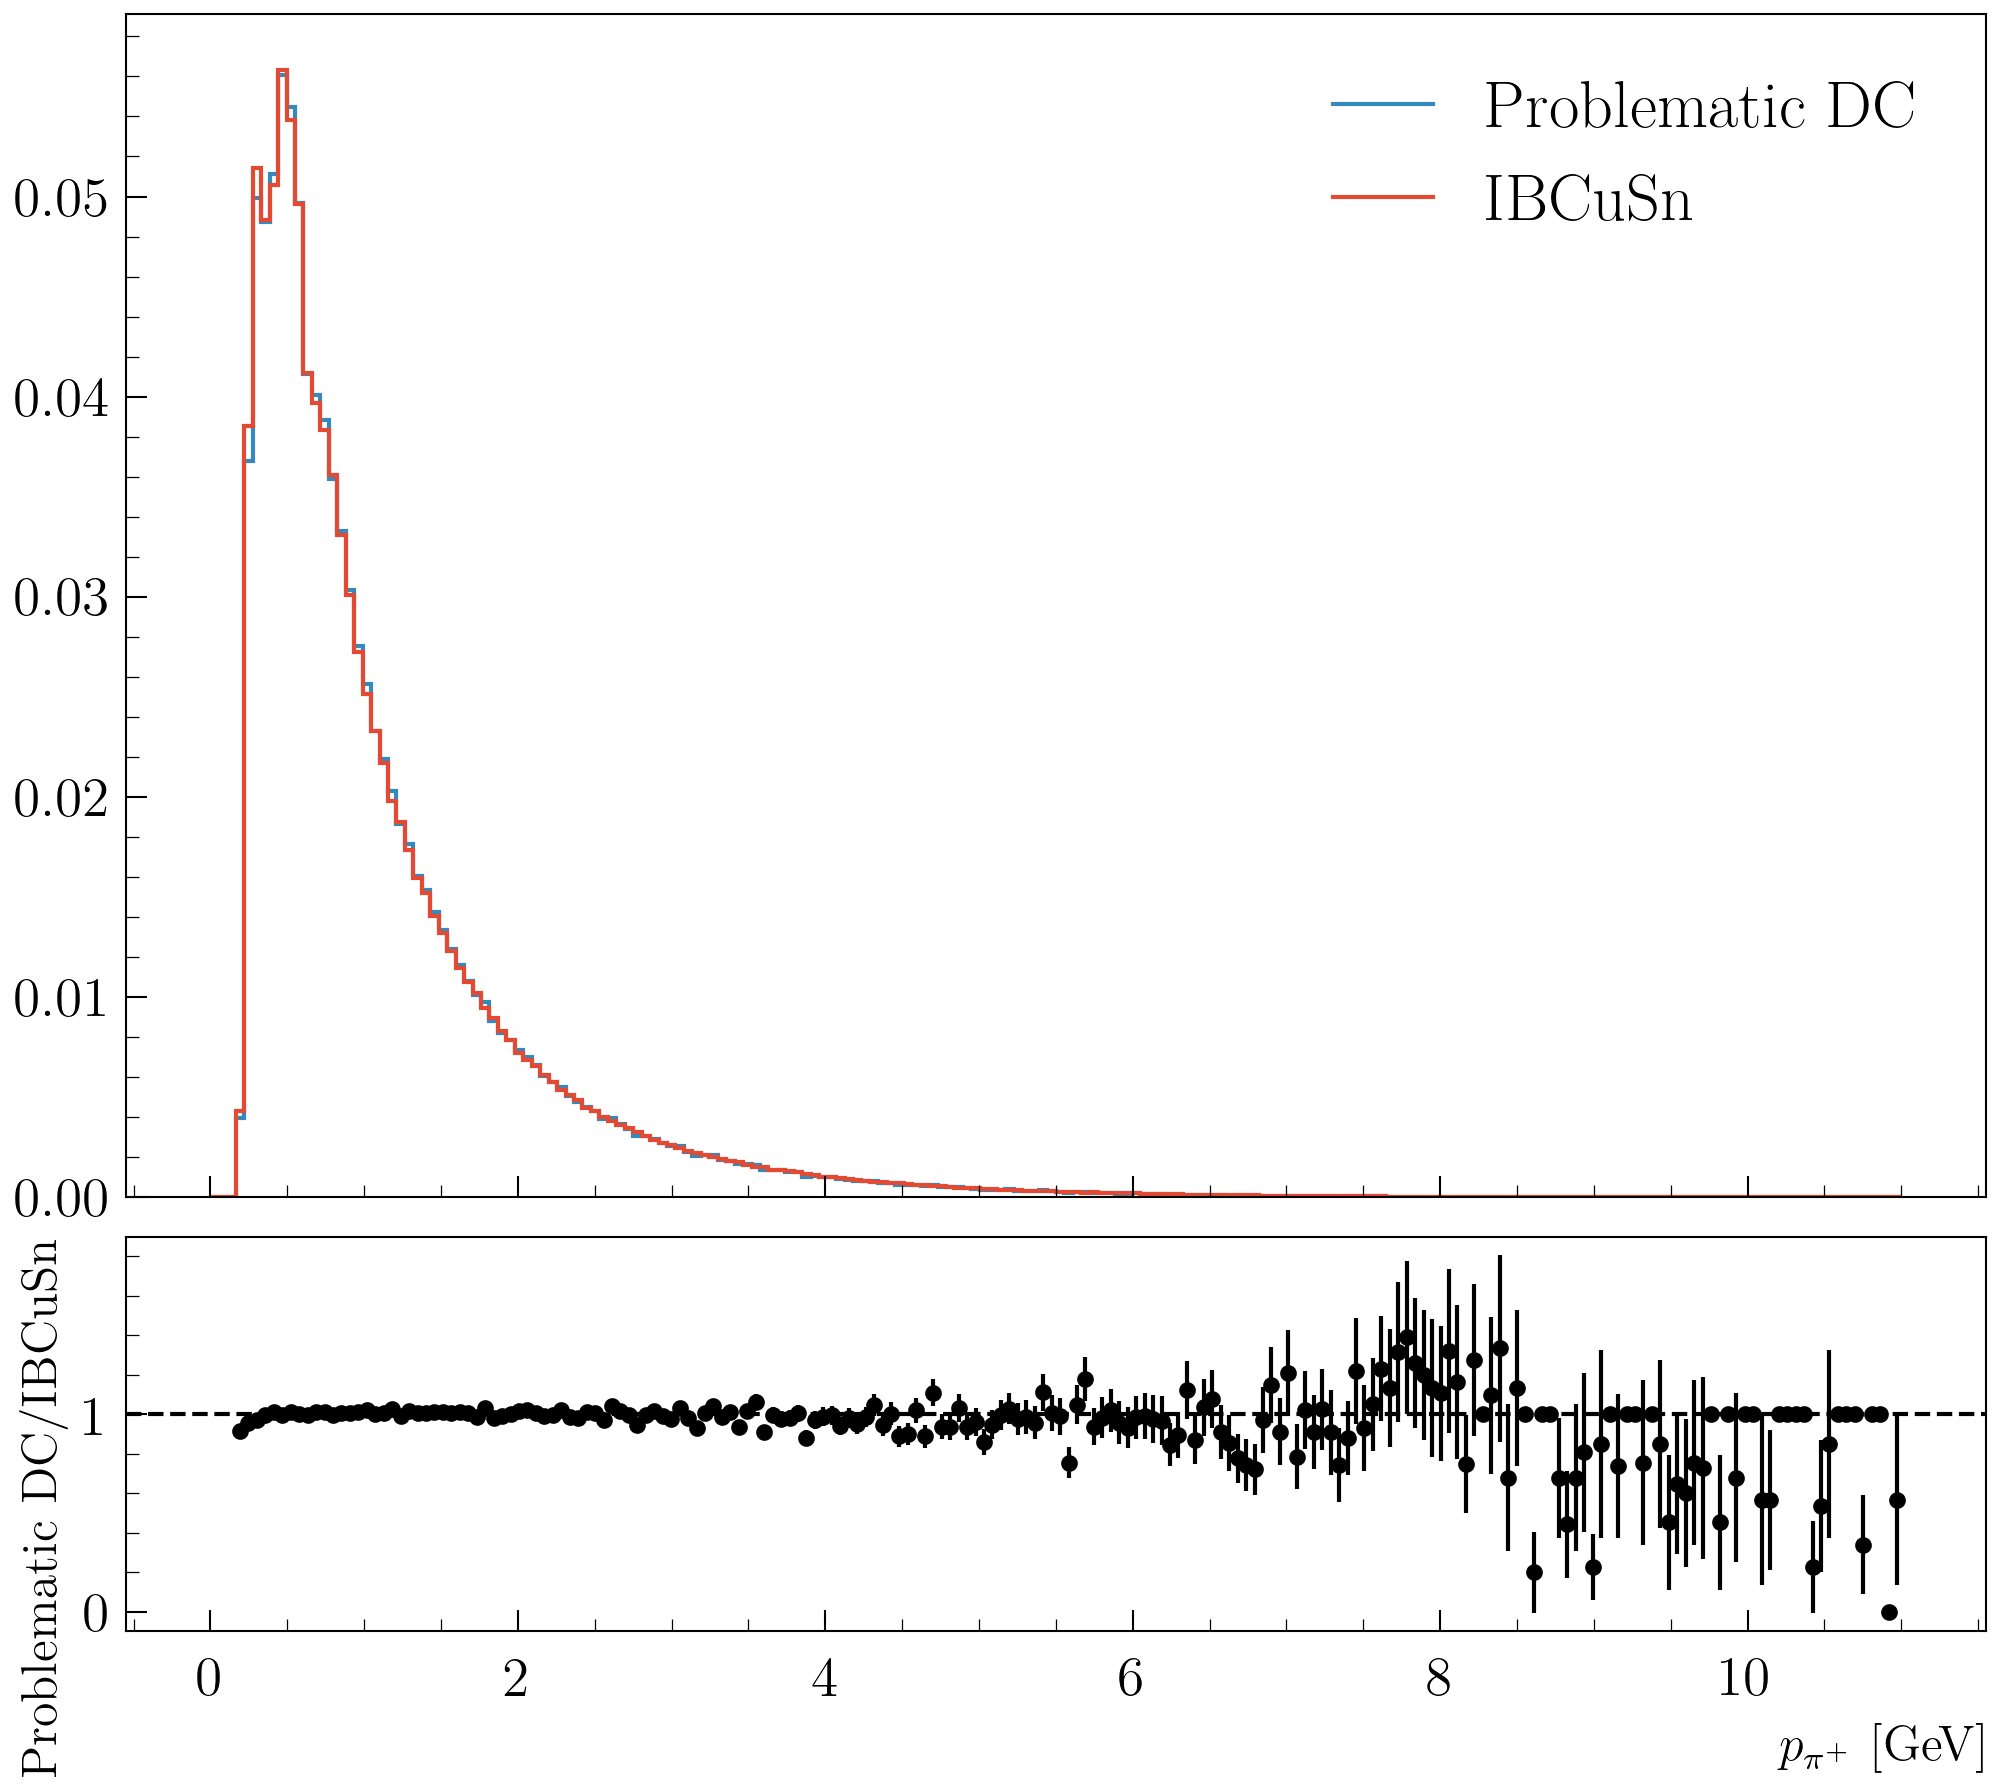 Problematic DC
IBCuSn
0.05
0.04
0.03
0.02
0.01
0.00
Problematic DC/IBCuSn
1
0
0 2 4 6 8 10
p_{π^+} [GeV]